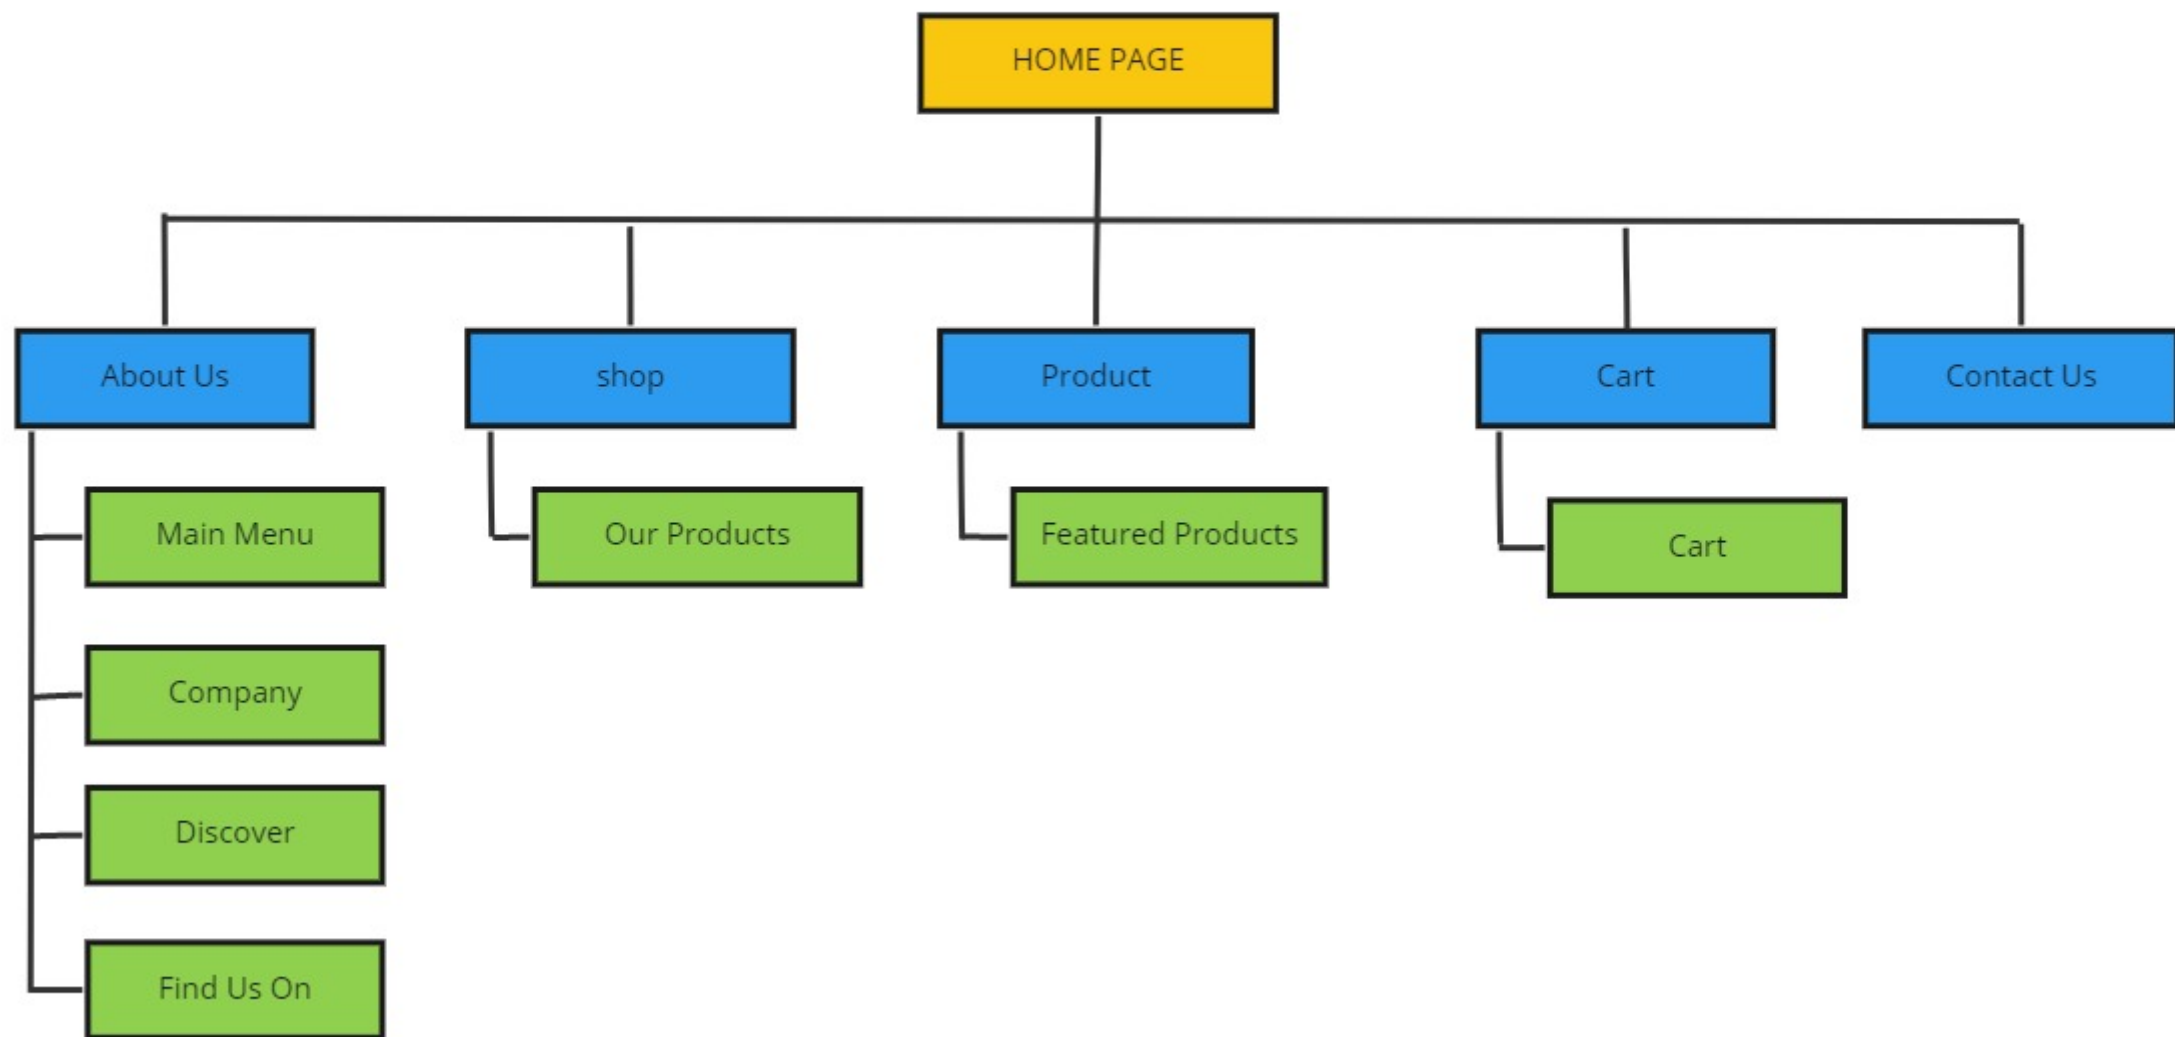 HOME PAGE
About Us
shop
Product
Cart
Contact Us
Main Menu
Our Products
Featured Products
Cart
Company
Discover
Find Us On